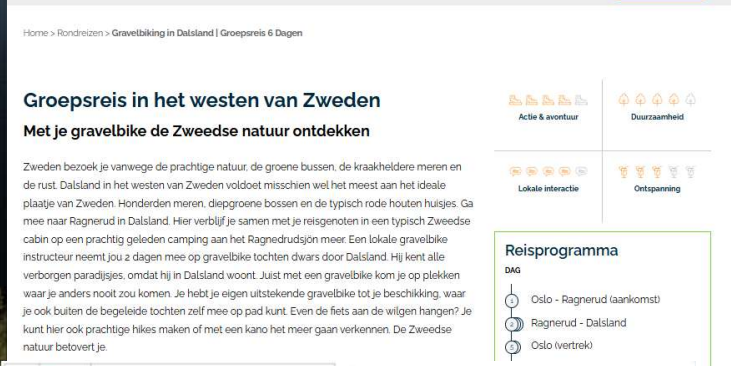 Home > Rondreizen > Gravelbiking in Dalsland | Groepsreis 6 Dagen
Groepsreis in het westen van Zweden
Met je gravelbike de Zweedse natuur ontdekken
Zweden bezoek je vanwege de prachtige natuur, de groene bussen, de kraakheldere meren en
de rust. Dalsland in het westen van Zweden voldoet misschien wel het meest aan het ideale
plaatje van Zweden. Honderden meren, diepgroene bossen en de typisch rode houten huisjes. Ga
mee naar Ragnerud in Dalsland. Hier verblijf je samen met je reisgenoten in een typisch Zweedse
cabin op een prachtig geleden camping aan het Ragnedrudsjön meer. Een lokale gravelbike
instructeur neemt jou 2 dagen mee op gravelbike tochten dwars door Dalsland. Hij kent alle
verborgen paradijsjes, omdat hij in Dalsland woont. Juist met een gravelbike kom je op plekken
waar je anders nooit zou komen. Je hebt je eigen uitstekende gravelbike tot je beschikking, waar
je ook buiten de begeleide tochten zelf mee op pad kunt. Even de fiets aan de wilgen hangen? Je
kunt hier ook prachtige hikes maken of met een kano het meer gaan verkennen. De Zweedse
natuur betovert je.
Actie & avontuur
Duurzaamheid
Lokale interactie
Ontspanning
Reisprogramma
DAG
1 Oslo - Ragnerud (aankomst)
2 Ragnerud - Dalsland
5 Oslo (vertrek)